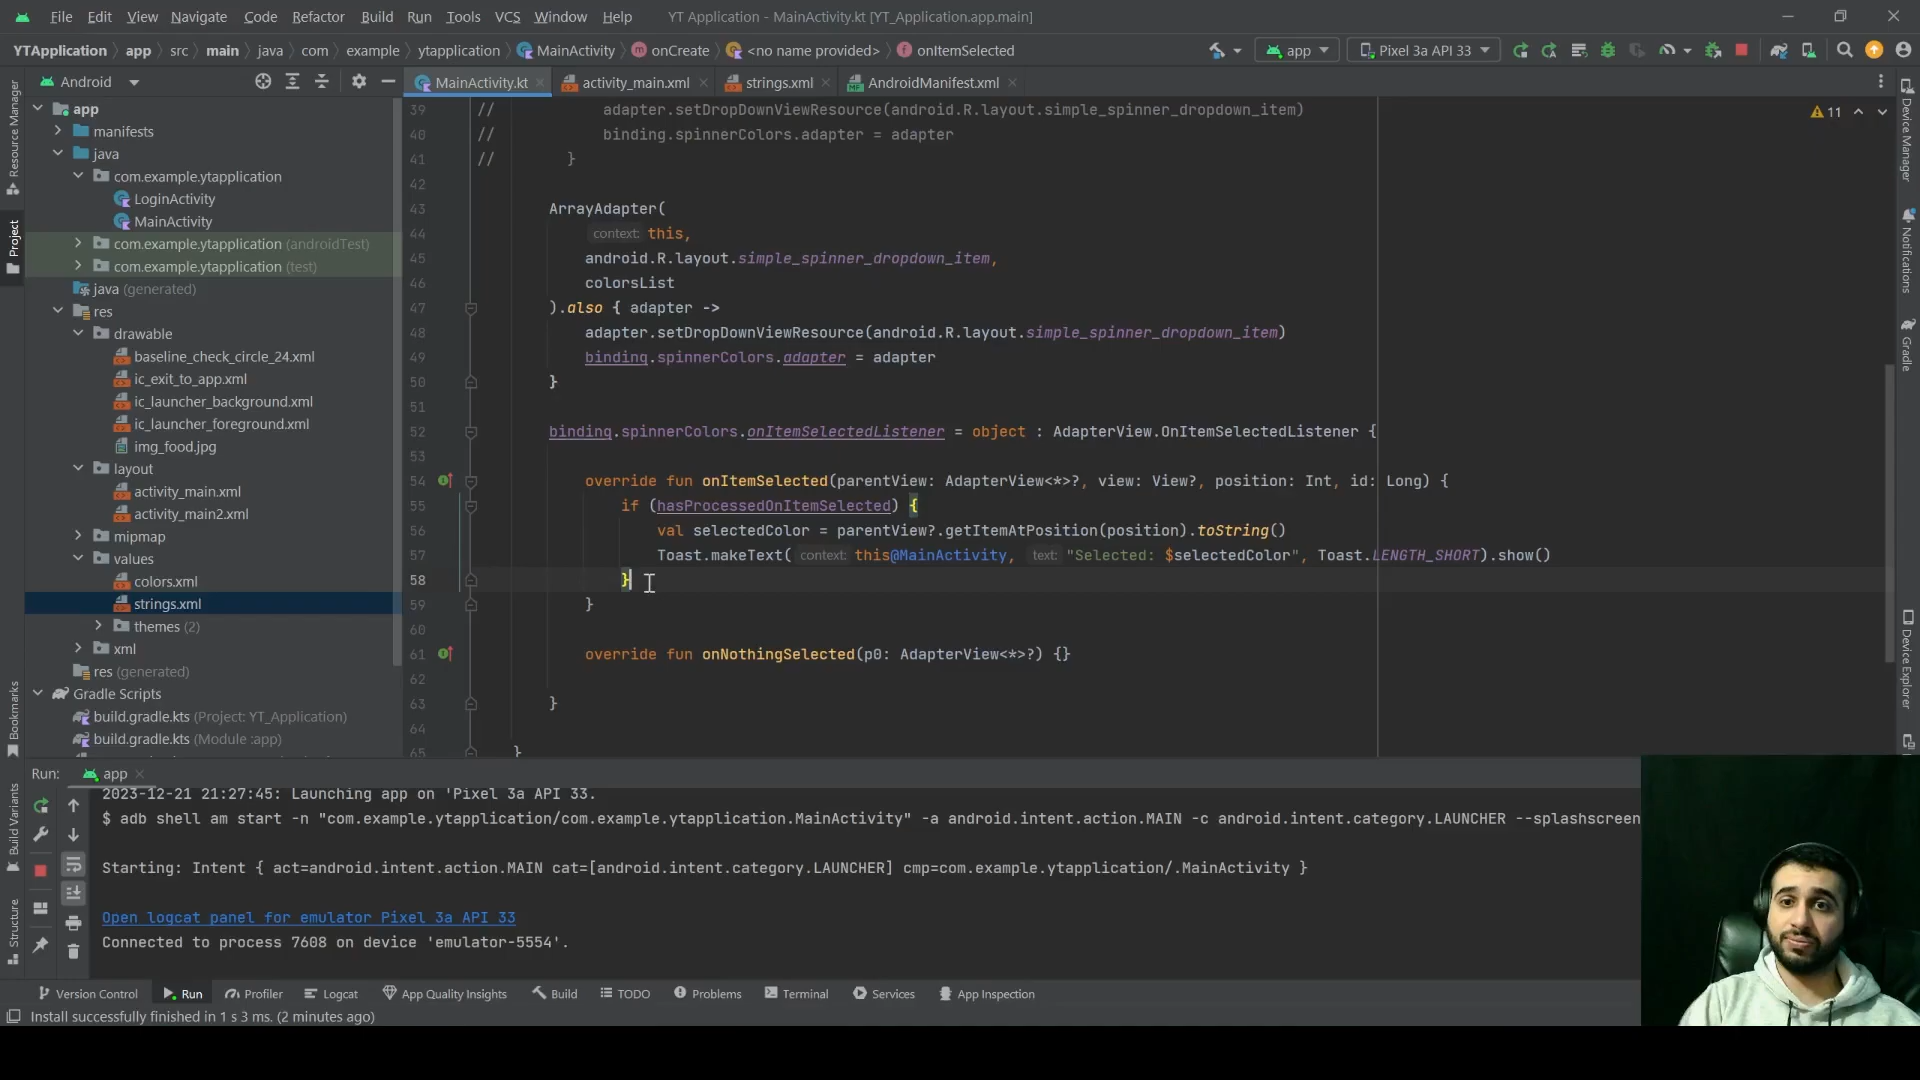 File Edit View Navigate Code Refactor Build Run Tools VCS Window Help YT Application - MainActivity.kt [YT_Application.app.main]
YTApplication app src main java com example ytapplication MainActivity onCreate <no name provided> onItemSelected app Pixel 3a API 33
Android
MainActivity.kt activity_main.xml strings.xml AndroidManifest.xml
Resource Manager
Project
Bookmarks
Build Variants
Structure
app
manifests
java
com.example.ytapplication
LoginActivity
MainActivity
com.example.ytapplication (androidTest)
com.example.ytapplication (test)
java (generated)
res
drawable
baseline_check_circle_24.xml
ic_exit_to_app.xml
ic_launcher_background.xml
ic_launcher_foreground.xml
img_food.jpg
layout
activity_main.xml
activity_main2.xml
mipmap
values
colors.xml
strings.xml
themes (2)
xml
res (generated)
Gradle Scripts
build.gradle.kts (Project: YT_Application)
build.gradle.kts (Module :app)
11
39 // adapter.setDropDownViewResource(android.R.layout.simple_spinner_dropdown_item)
40 // binding.spinnerColors.adapter = adapter
41 // }
42
43 ArrayAdapter(
44 context: this,
45 android.R.layout.simple_spinner_dropdown_item,
46 colorsList
47 ).also { adapter ->
48 adapter.setDropDownViewResource(android.R.layout.simple_spinner_dropdown_item)
49 binding.spinnerColors.adapter = adapter
50 }
51
52 binding.spinnerColors.onItemSelectedListener = object : AdapterView.OnItemSelectedListener {
53
54 override fun onItemSelected(parentView: AdapterView<*>?, view: View?, position: Int, id: Long) {
55 if (hasProcessedOnItemSelected) {
56 val selectedColor = parentView?.getItemAtPosition(position).toString()
57 Toast.makeText( context: this@MainActivity, text: "Selected: $selectedColor", Toast.LENGTH_SHORT).show()
58 }
59 }
60
61 override fun onNothingSelected(p0: AdapterView<*>?) {}
62
63 }
64
65 }
Device Manager
Notifications
Gradle
Device Explorer
Run: app
2023-12-21 21:27:45: Launching app on 'Pixel 3a API 33.
$ adb shell am start -n "com.example.ytapplication/com.example.ytapplication.MainActivity" -a android.intent.action.MAIN -c android.intent.category.LAUNCHER --splashscreen
Starting: Intent { act=android.intent.action.MAIN cat=[android.intent.category.LAUNCHER] cmp=com.example.ytapplication/.MainActivity }
Open logcat panel for emulator Pixel 3a API 33
Connected to process 7608 on device 'emulator-5554'.
Version Control Run Profiler Logcat App Quality Insights Build TODO Problems Terminal Services App Inspection
Install successfully finished in 1 s 3 ms. (2 minutes ago)